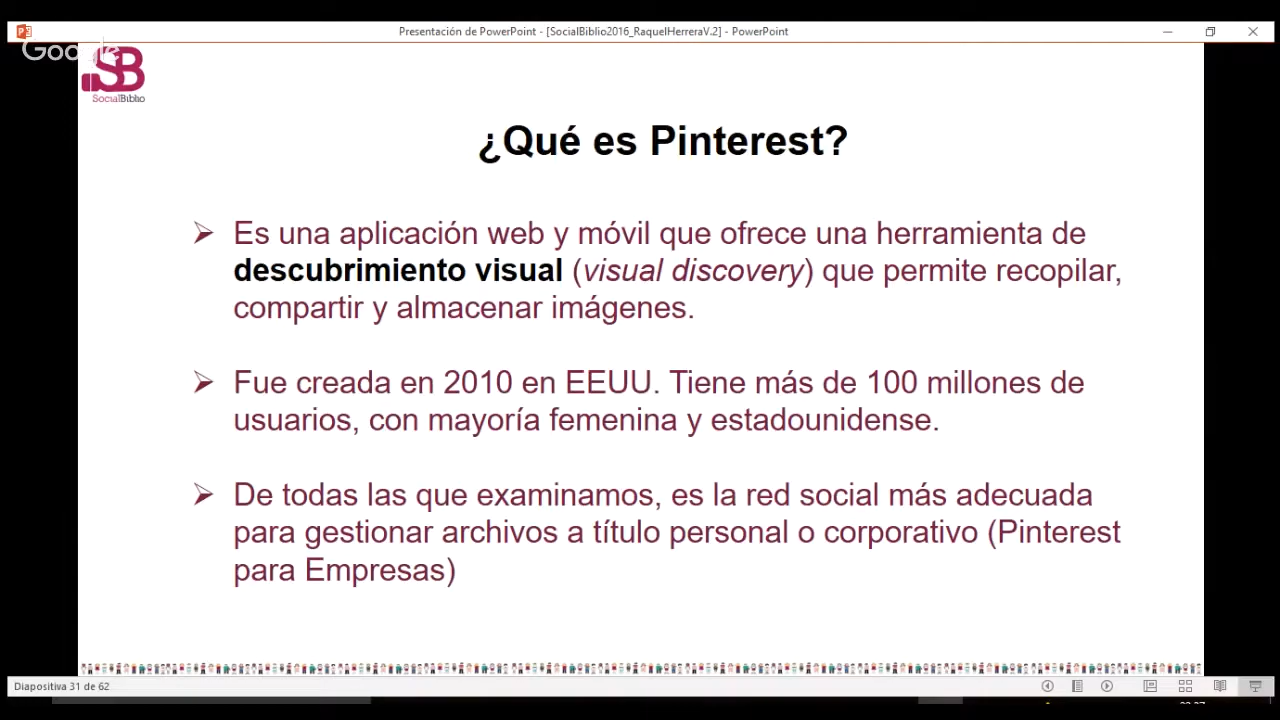 Presentación de PowerPoint - [SocialBiblio2016_RaquelHerreraV.2] - PowerPoint
Google
SB
SocialBiblio
¿Qué es Pinterest?
Es una aplicación web y móvil que ofrece una herramienta de
descubrimiento visual (visual discovery) que permite recopilar,
compartir y almacenar imágenes.
Fue creada en 2010 en EEUU. Tiene más de 100 millones de
usuarios, con mayoría femenina y estadounidense.
De todas las que examinamos, es la red social más adecuada
para gestionar archivos a título personal o corporativo (Pinterest
para Empresas)
Diapositiva 31 de 62